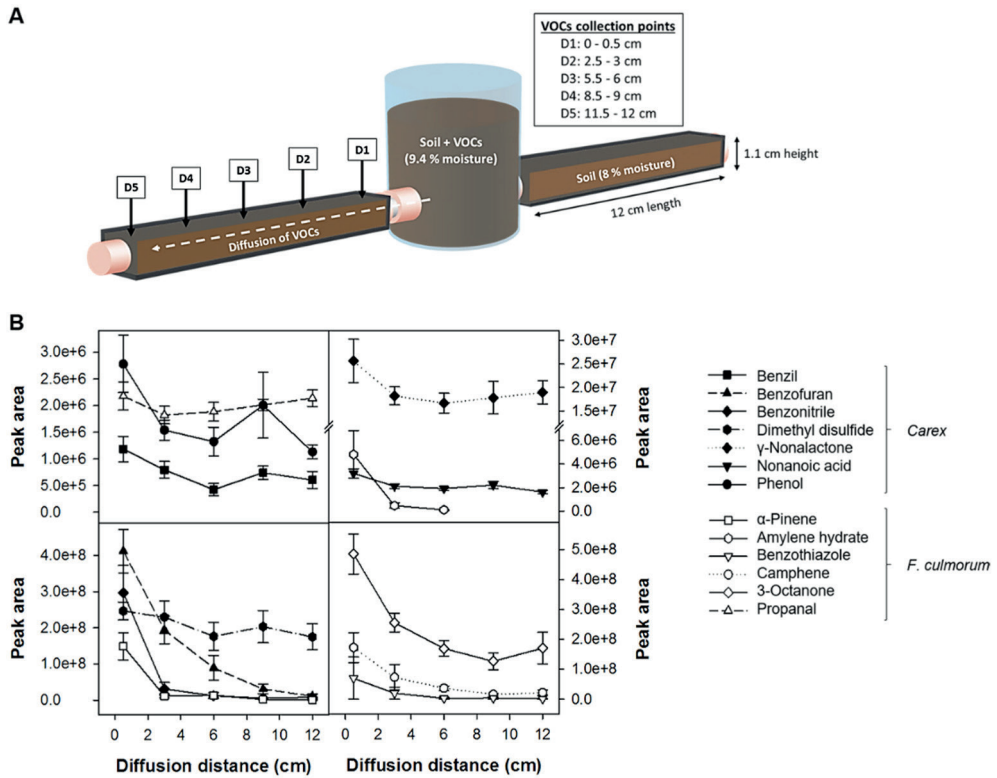 A
VOCs collection points
D1: 0 - 0.5 cm
D2: 2.5 - 3 cm
D3: 5.5 - 6 cm
D4: 8.5 - 9 cm
D5: 11.5 - 12 cm
Soil + VOCs
(9.4 % moisture)
D1
D2
D3
D4
D5
Soil (8 % moisture)
1.1 cm height
12 cm length
Diffusion of VOCs
B
Peak area
3.0e+6
2.5e+6
2.0e+6
1.5e+6
1.0e+6
5.0e+5
0.0
3.0e+7
2.5e+7
2.0e+7
1.5e+7
6.0e+6
4.0e+6
2.0e+6
0.0
Peak area
Peak area
4.0e+8
3.0e+8
2.0e+8
1.0e+8
0.0
5.0e+8
4.0e+8
3.0e+8
2.0e+8
1.0e+8
0.0
Peak area
0 2 4 6 8 10 12
0 2 4 6 8 10 12
Diffusion distance (cm)
Diffusion distance (cm)
Benzil
Benzofuran
Benzonitrile
Dimethyl disulfide
γ-Nonalactone
Nonanoic acid
Phenol
Carex
α-Pinene
Amylene hydrate
Benzothiazole
Camphene
3-Octanone
Propanal
F. culmorum